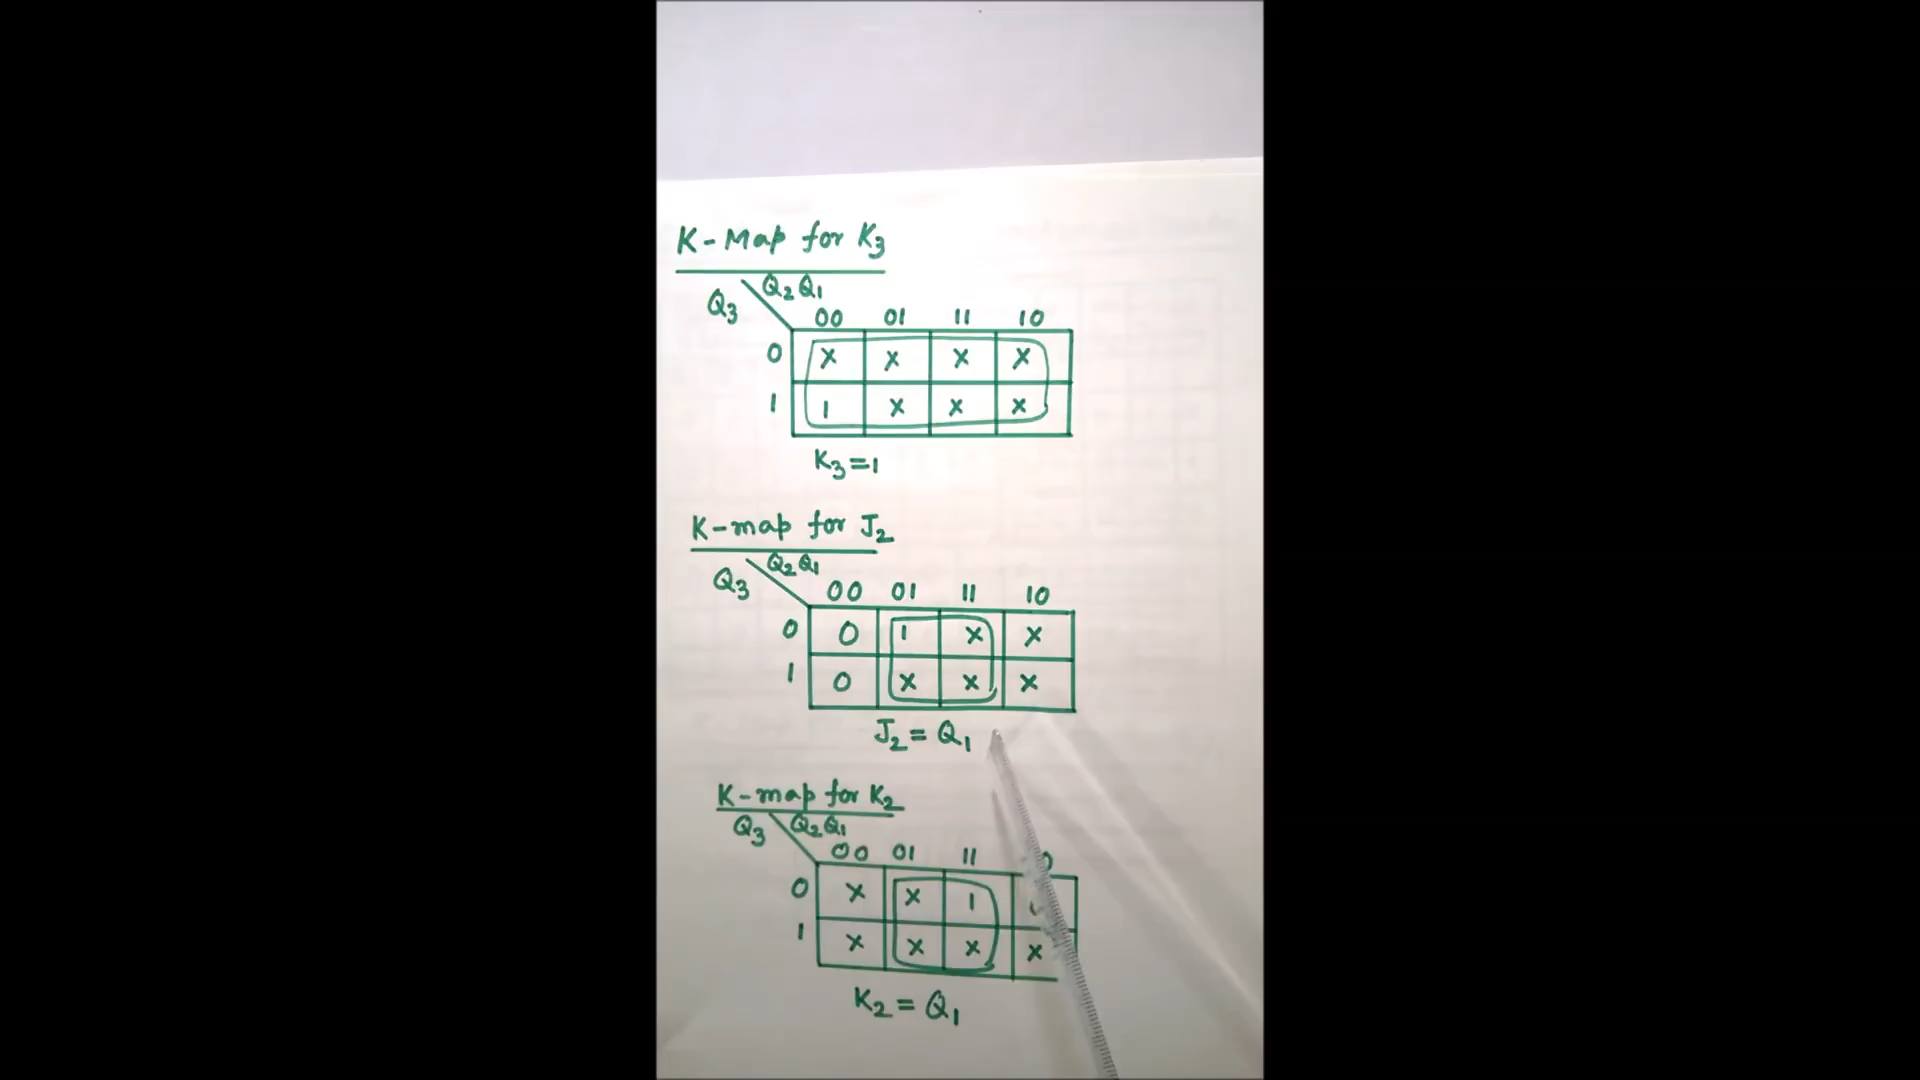 K-Map for K3
Q3 Q2Q1
00 01 11 10
0 X X X X
1 1 X X X
K3=1
K-map for J2
Q3 Q2Q1
00 01 11 10
0 0 1 X X
1 0 X X X
J2 = Q1
K-map for K2
Q3 Q2Q1
00 01 11
0 X X 1
1 X X X X
K2 = Q1